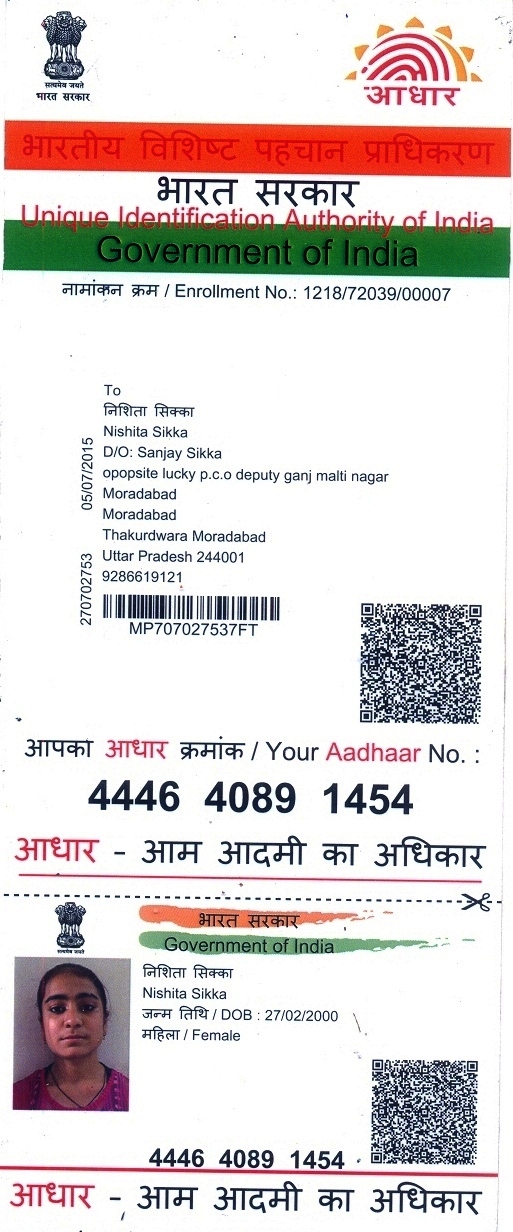 सत्यमेव जयते
भारत सरकार
आधार
भारतीय विशिष्ट पहचान प्राधिकरण
भारत सरकार
Unique Identification Authority of India
Government of India
नामांकन क्रम / Enrollment No.: 1218/72039/00007
To
निशिता सिक्का
Nishita Sikka
D/O: Sanjay Sikka
opopsite lucky p.c.o deputy ganj malti nagar
Moradabad
Moradabad
Thakurdwara Moradabad
Uttar Pradesh 244001
9286619121
05/07/2015
270702753
MP707027537FT
आपका आधार क्रमांक / Your Aadhaar No. :
4446 4089 1454
आधार - आम आदमी का अधिकार
सत्यमेव जयते
भारत सरकार
Government of India
निशिता सिक्का
Nishita Sikka
जन्म तिथि / DOB : 27/02/2000
महिला / Female
4446 4089 1454
आधार - आम आदमी का अधिकार